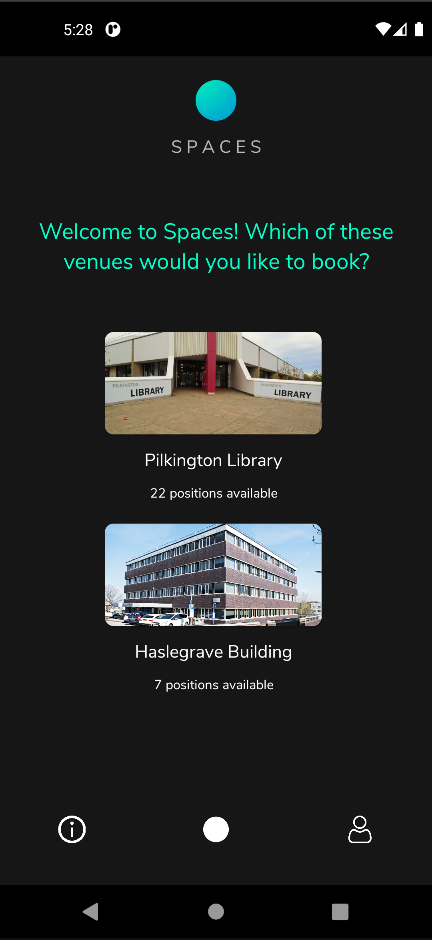 5:28
SPACES
Welcome to Spaces! Which of these
venues would you like to book?
PILKINGTON
LIBRARY
PILKINGTON
LIBRARY
Pilkington Library
22 positions available
Haslegrave Building
7 positions available